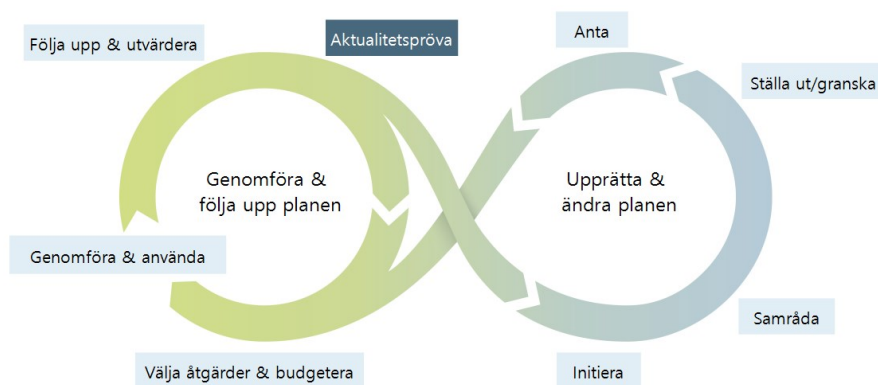 Följa upp & utvärdera
Aktualitetspröva
Anta
Ställa ut/granska
Genomföra &
följa upp planen
Upprätta &
ändra planen
Genomföra & använda
Samråda
Välja åtgärder & budgetera
Initiera